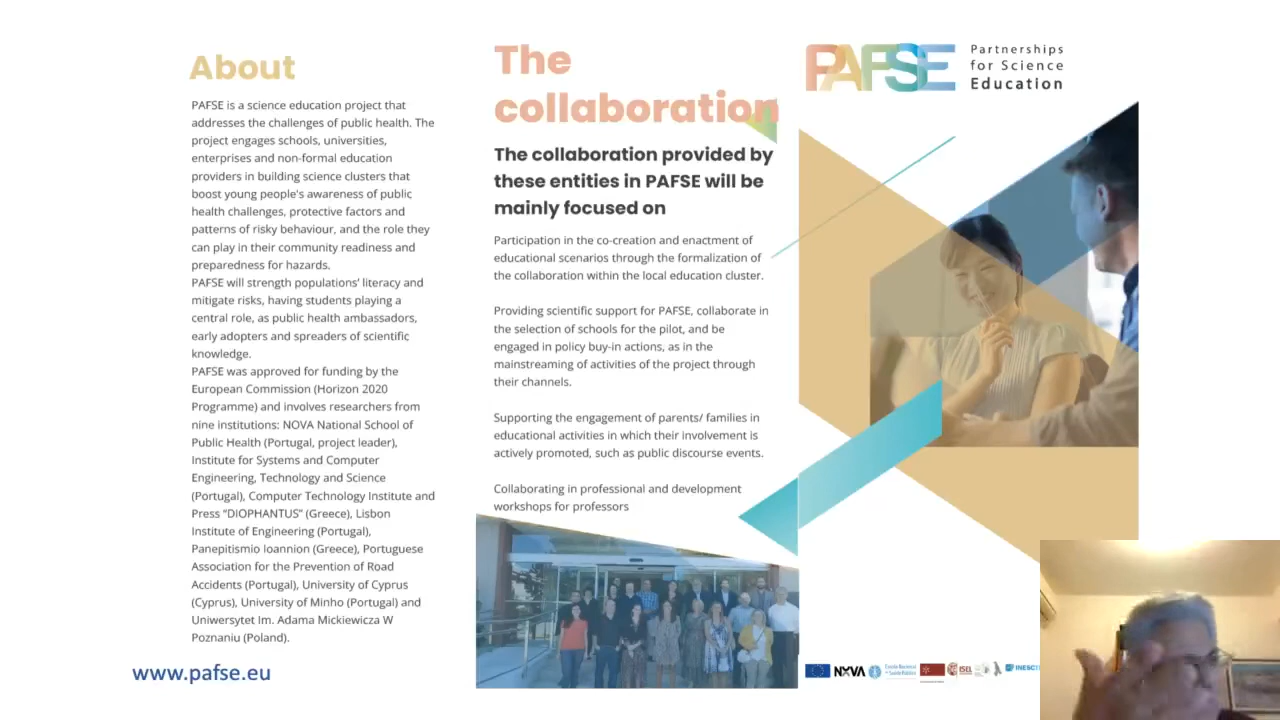 About
PAFSE is a science education project that
addresses the challenges of public health. The
project engages schools, universities,
enterprises and non-formal education
providers in building science clusters that
boost young people's awareness of public
health challenges, protective factors and
patterns of risky behaviour, and the role they
can play in their community readiness and
preparedness for hazards.
PAFSE will strength populations' literacy and
mitigate risks, having students playing a
central role, as public health ambassadors,
early adopters and spreaders of scientific
knowledge.
PAFSE was approved for funding by the
European Commission (Horizon 2020
Programme) and involves researchers from
nine institutions: NOVA National School of
Public Health (Portugal, project leader),
Institute for Systems and Computer
Engineering, Technology and Science
(Portugal), Computer Technology Institute and
Press "DIOPHANTUS" (Greece), Lisbon
Institute of Engineering (Portugal),
Panepitismio Ioannion (Greece), Portuguese
Association for the Prevention of Road
Accidents (Portugal), University of Cyprus
(Cyprus), University of Minho (Portugal) and
Uniwersytet Im. Adama Mickiewicza W
Poznaniu (Poland).
www.pafse.eu
The
collaboration
The collaboration provided by
these entities in PAFSE will be
mainly focused on
Participation in the co-creation and enactment of
educational scenarios through the formalization of
the collaboration within the local education cluster.
Providing scientific support for PAFSE, collaborate in
the selection of schools for the pilot, and be
engaged in policy buy-in actions, as in the
mainstreaming of activities of the project through
their channels.
Supporting the engagement of parents/ families in
educational activities in which their involvement is
actively promoted, such as public discourse events.
Collaborating in professional and development
workshops for professors
PAFSE
Partnerships
for Science
Education
NOVA
ISEL